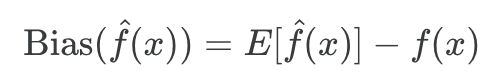 Bias(f̂(x)) = E[f̂(x)] − f(x)